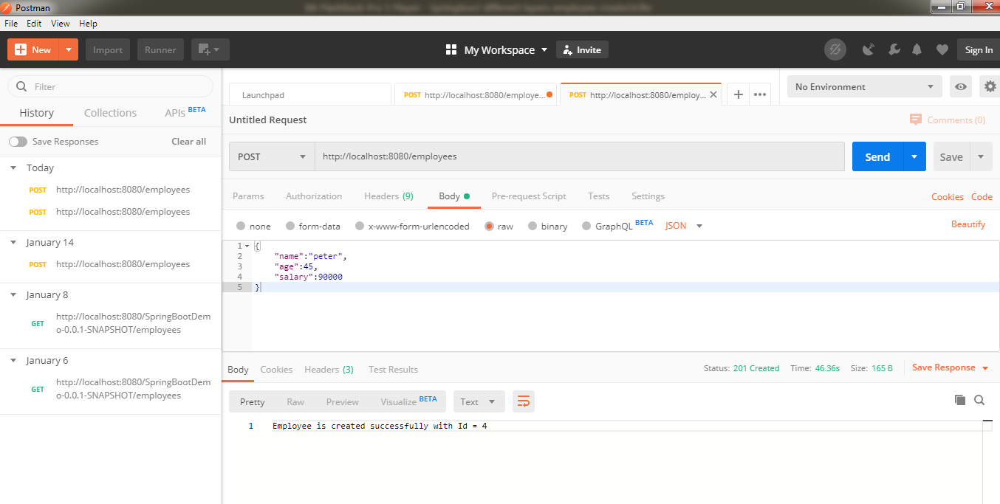 Postman
File Edit View Help
New Import Runner My Workspace Invite Sign In
Filter
History Collections APIs BETA
Save Responses Clear all
Today
POST http://localhost:8080/employees
POST http://localhost:8080/employees
January 14
POST http://localhost:8080/employees
January 8
GET http://localhost:8080/SpringBootDem
o-0.0.1-SNAPSHOT/employees
January 6
GET http://localhost:8080/SpringBootDem
o-0.0.1-SNAPSHOT/employees
Launchpad POST http://localhost:8080/employe... POST http://localhost:8080/employ... No Environment
Untitled Request Comments (0)
POST http://localhost:8080/employees Send Save
Params Authorization Headers (9) Body Pre-request Script Tests Settings Cookies Code
none form-data x-www-form-urlencoded raw binary GraphQL BETA JSON Beautify
1 {
2 "name":"peter",
3 "age":45,
4 "salary":90000
5 }
Body Cookies Headers (3) Test Results Status: 201 Created Time: 46.36s Size: 165 B Save Response
Pretty Raw Preview Visualize BETA Text
1 Employee is created successfully with Id = 4